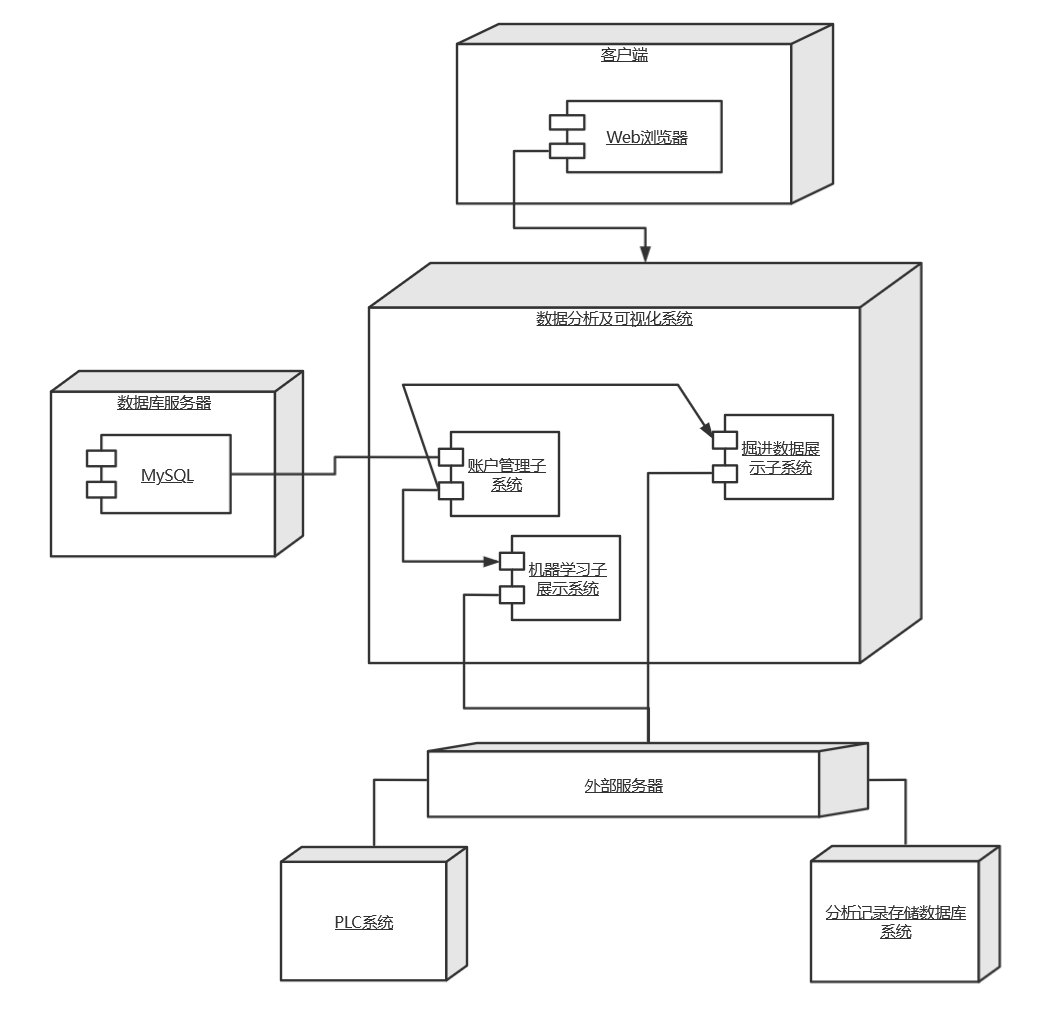 客户端
Web浏览器
数据分析及可视化系统
数据库服务器
MySQL
账户管理子
系统
掘进数据展
示子系统
机器学习子
展示系统
外部服务器
PLC系统
分析记录存储数据库
系统